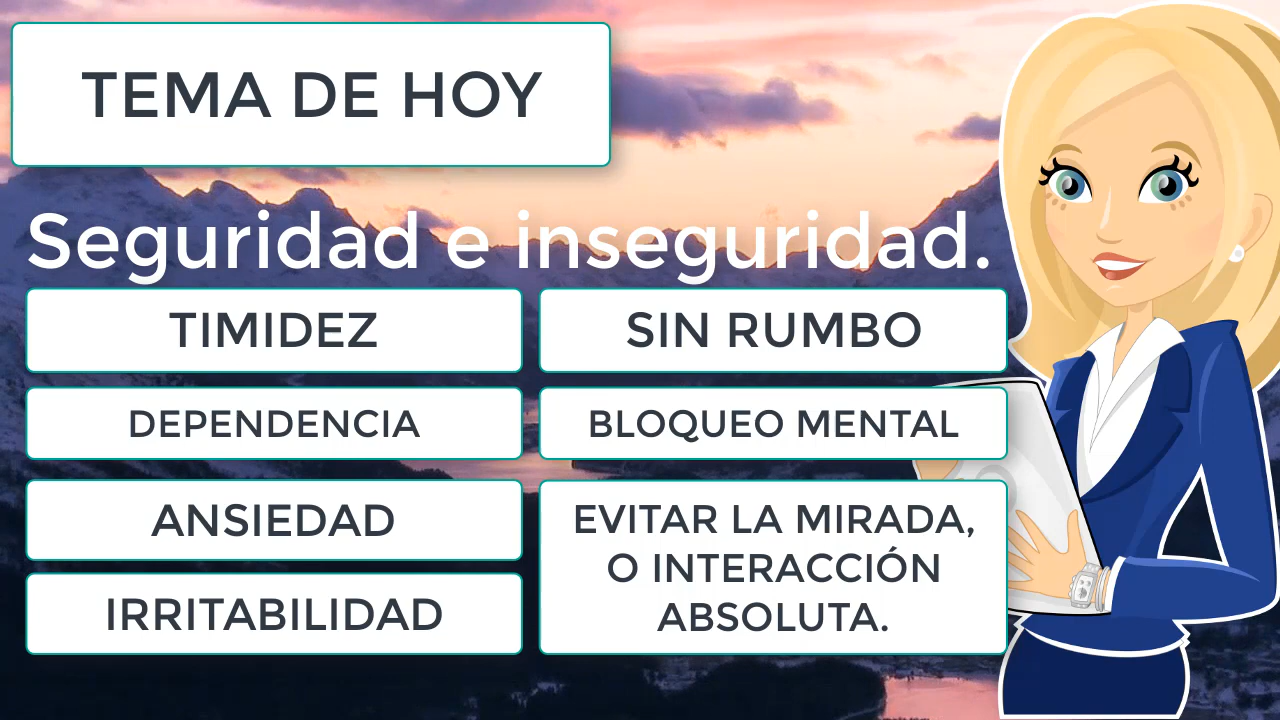 TEMA DE HOY
Seguridad e inseguridad.
TIMIDEZ
SIN RUMBO
DEPENDENCIA
BLOQUEO MENTAL
ANSIEDAD
EVITAR LA MIRADA,
O INTERACCIÓN
ABSOLUTA.
IRRITABILIDAD